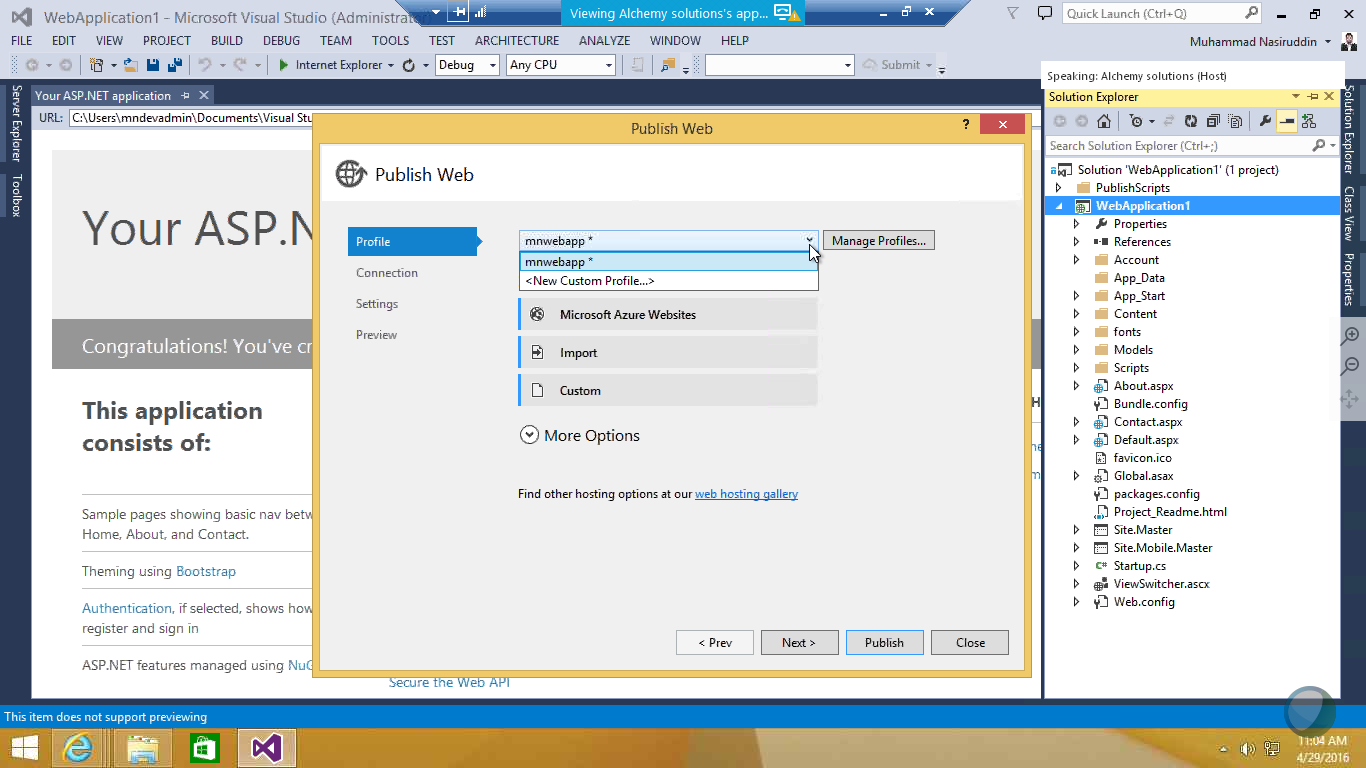 WebApplication1 - Microsoft Visual Studio (Administrator
Viewing Alchemy solutions's app...
Quick Launch (Ctrl+Q)
FILE EDIT VIEW PROJECT BUILD DEBUG TEAM TOOLS TEST ARCHITECTURE ANALYZE WINDOW HELP
Muhammad Nasiruddin
Internet Explorer Debug Any CPU Submit
Speaking: Alchemy solutions (Host)
Server Explorer
Toolbox
Your ASP.NET application
URL: C:\Users\mndevadmin\Documents\Visual Stu
Your ASP.N
Congratulations! You've cr
This application
consists of:
Sample pages showing basic nav betw
Home, About, and Contact.
Theming using Bootstrap
Authentication, if selected, shows how
register and sign in
ASP.NET features managed using NuG
Secure the Web API
Publish Web
?
Publish Web
Profile
Connection
Settings
Preview
mnwebapp *
Manage Profiles...
mnwebapp *
<New Custom Profile...>
Microsoft Azure Websites
Import
Custom
More Options
Find other hosting options at our web hosting gallery
< Prev Next > Publish Close
Solution Explorer
Search Solution Explorer (Ctrl+;)
Solution 'WebApplication1' (1 project)
PublishScripts
WebApplication1
Properties
References
Account
App_Data
App_Start
Content
fonts
Models
Scripts
About.aspx
Bundle.config
Contact.aspx
Default.aspx
favicon.ico
Global.asax
packages.config
Project_Readme.html
Site.Master
Site.Mobile.Master
Startup.cs
ViewSwitcher.ascx
Web.config
Solution Explorer
Class View
Properties
This item does not support previewing
11:04 AM
4/29/2016